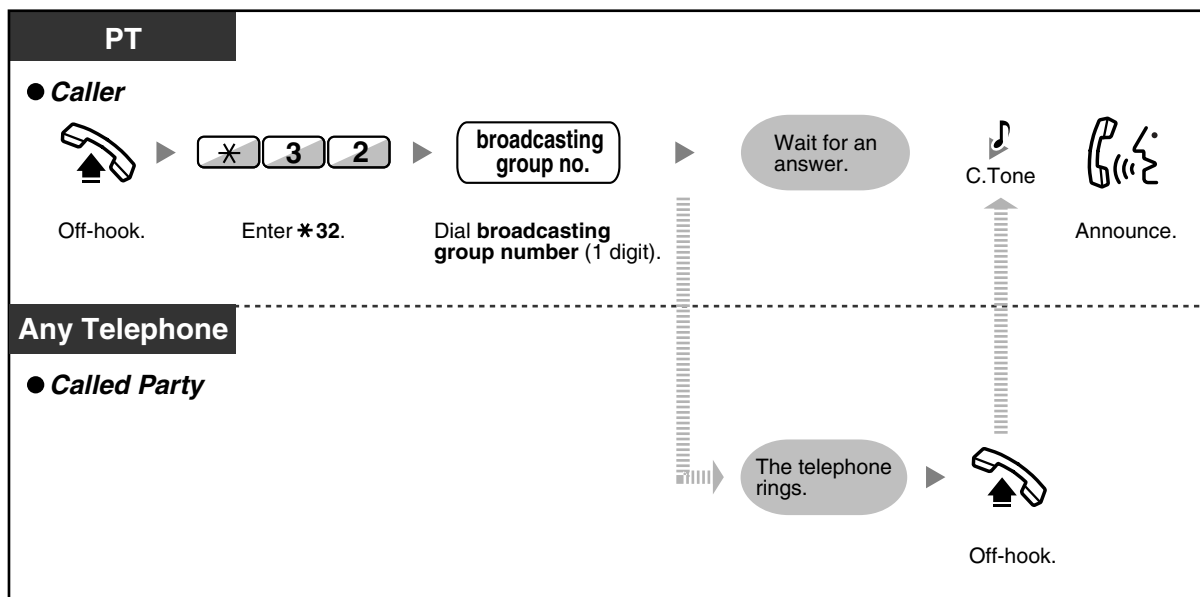 PT
● Caller
✳ 3 2
broadcasting
group no.
Wait for an
answer.
C.Tone
Off-hook.
Enter ✳32.
Dial broadcasting
group number (1 digit).
Announce.
Any Telephone
● Called Party
The telephone
rings.
Off-hook.